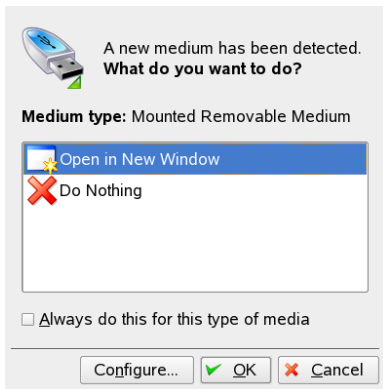 A new medium has been detected.
What do you want to do?
Medium type: Mounted Removable Medium
Open in New Window
Do Nothing
Always do this for this type of media
Configure... OK Cancel